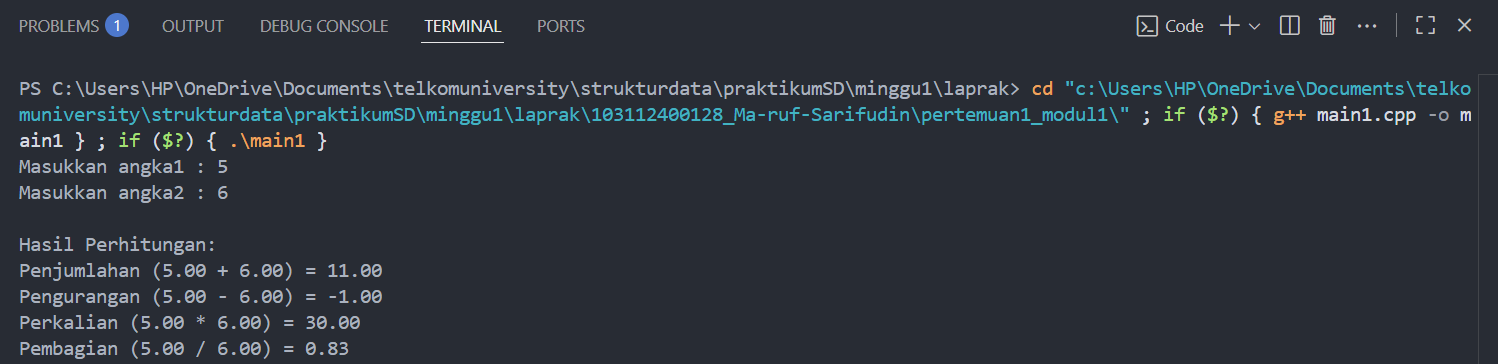 PROBLEMS 1 OUTPUT DEBUG CONSOLE TERMINAL PORTS Code
PS C:\Users\HP\OneDrive\Documents\telkomuniversity\strukturdata\praktikumSD\minggu1\laprak> cd "c:\Users\HP\OneDrive\Documents\telko
muniversity\strukturdata\praktikumSD\minggu1\laprak\103112400128_Ma-ruf-Sarifudin\pertemuan1_modul1\" ; if ($?) { g++ main1.cpp -o m
ain1 } ; if ($?) { .\main1 }
Masukkan angka1 : 5
Masukkan angka2 : 6
Hasil Perhitungan:
Penjumlahan (5.00 + 6.00) = 11.00
Pengurangan (5.00 - 6.00) = -1.00
Perkalian (5.00 * 6.00) = 30.00
Pembagian (5.00 / 6.00) = 0.83